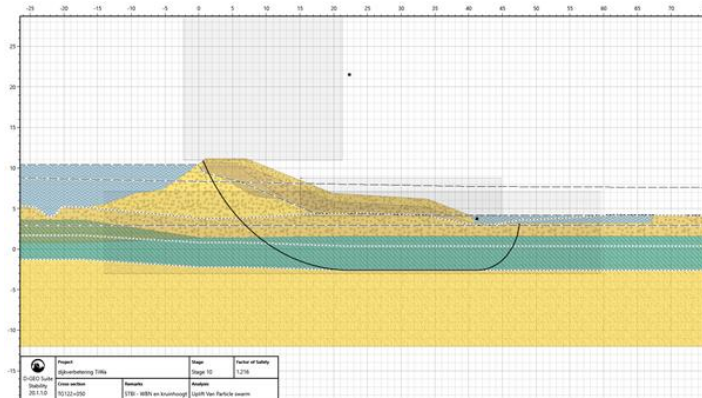 -25 -20 -15 -10 -5 0 5 10 15 20 25 30 35 40 45 50 55 60 65 70
25
20
15
10
5
0
-5
-10
-15
Project
Stage
Factor of Safety
dijkverbetering TiWa
Stage 10
1,216
D-GEO Suite
Stability
20.1.1.0
Cross section
Remarks
Analysis
TG122+050
STBI - WBN en kruinhoogt
Uplift Van Particle swarm